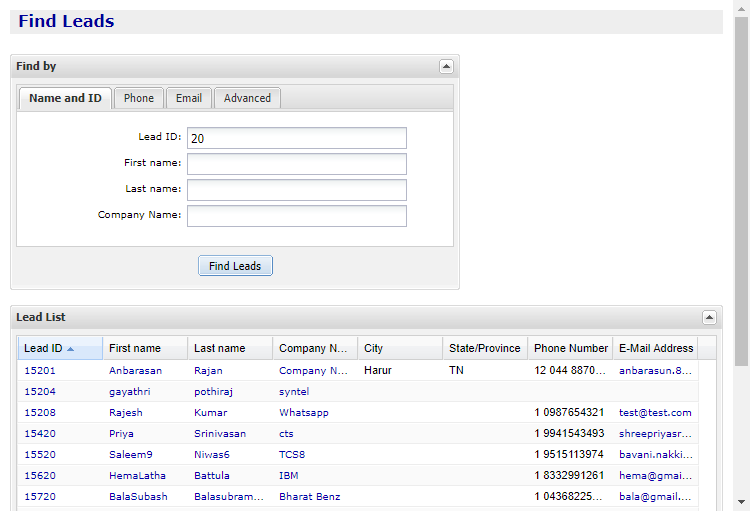 Find Leads
Find by
Name and ID Phone Email Advanced
Lead ID: 20
First name:
Last name:
Company Name:
Find Leads
Lead List
Lead ID First name Last name Company N... City State/Province Phone Number E-Mail Address
15201 Anbarasan Rajan Company N... Harur TN 12 044 8870... anbarasun.8...
15204 gayathri pothiraj syntel
15208 Rajesh Kumar Whatsapp 1 0987654321 test@test.com
15420 Priya Srinivasan cts 1 9941543493 shreepriyasr...
15520 Saleem9 Niwas6 TCS8 1 9515113974 bavani.nakki...
15620 HemaLatha Battula IBM 1 8332991261 hema@gmai...
15720 BalaSubash Balasubram... Bharat Benz 1 04368225... bala@gmail....